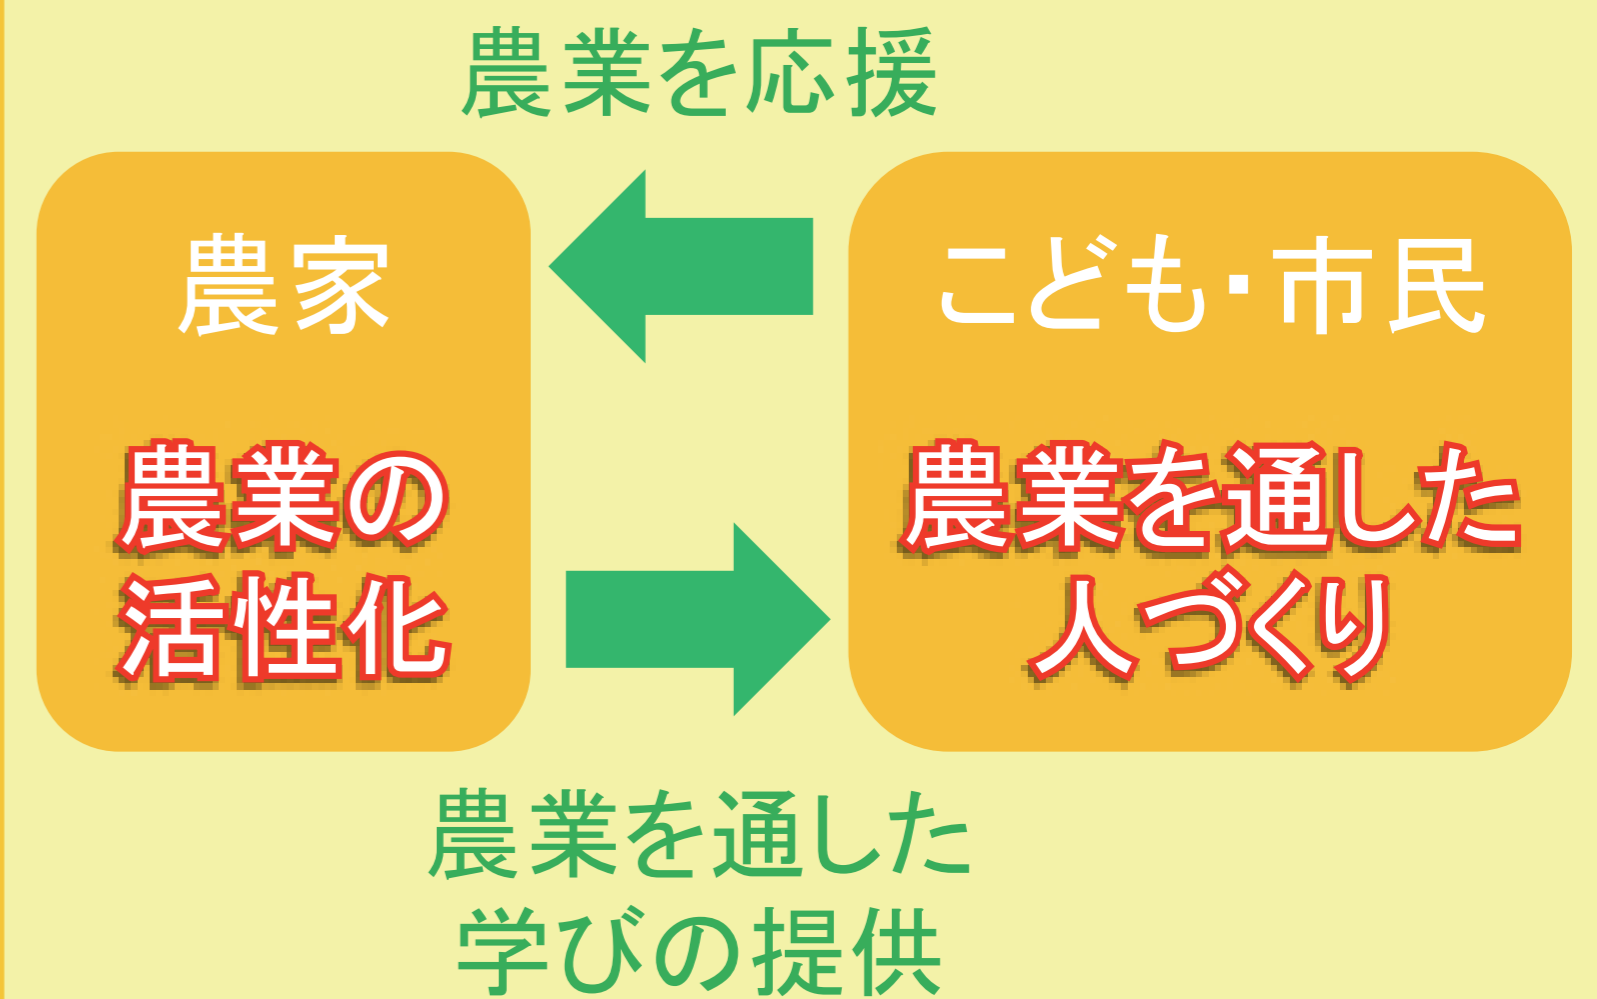 農業を応援
農家
農業の
活性化
こども・市民
農業を通した
人づくり
農業を通した
学びの提供